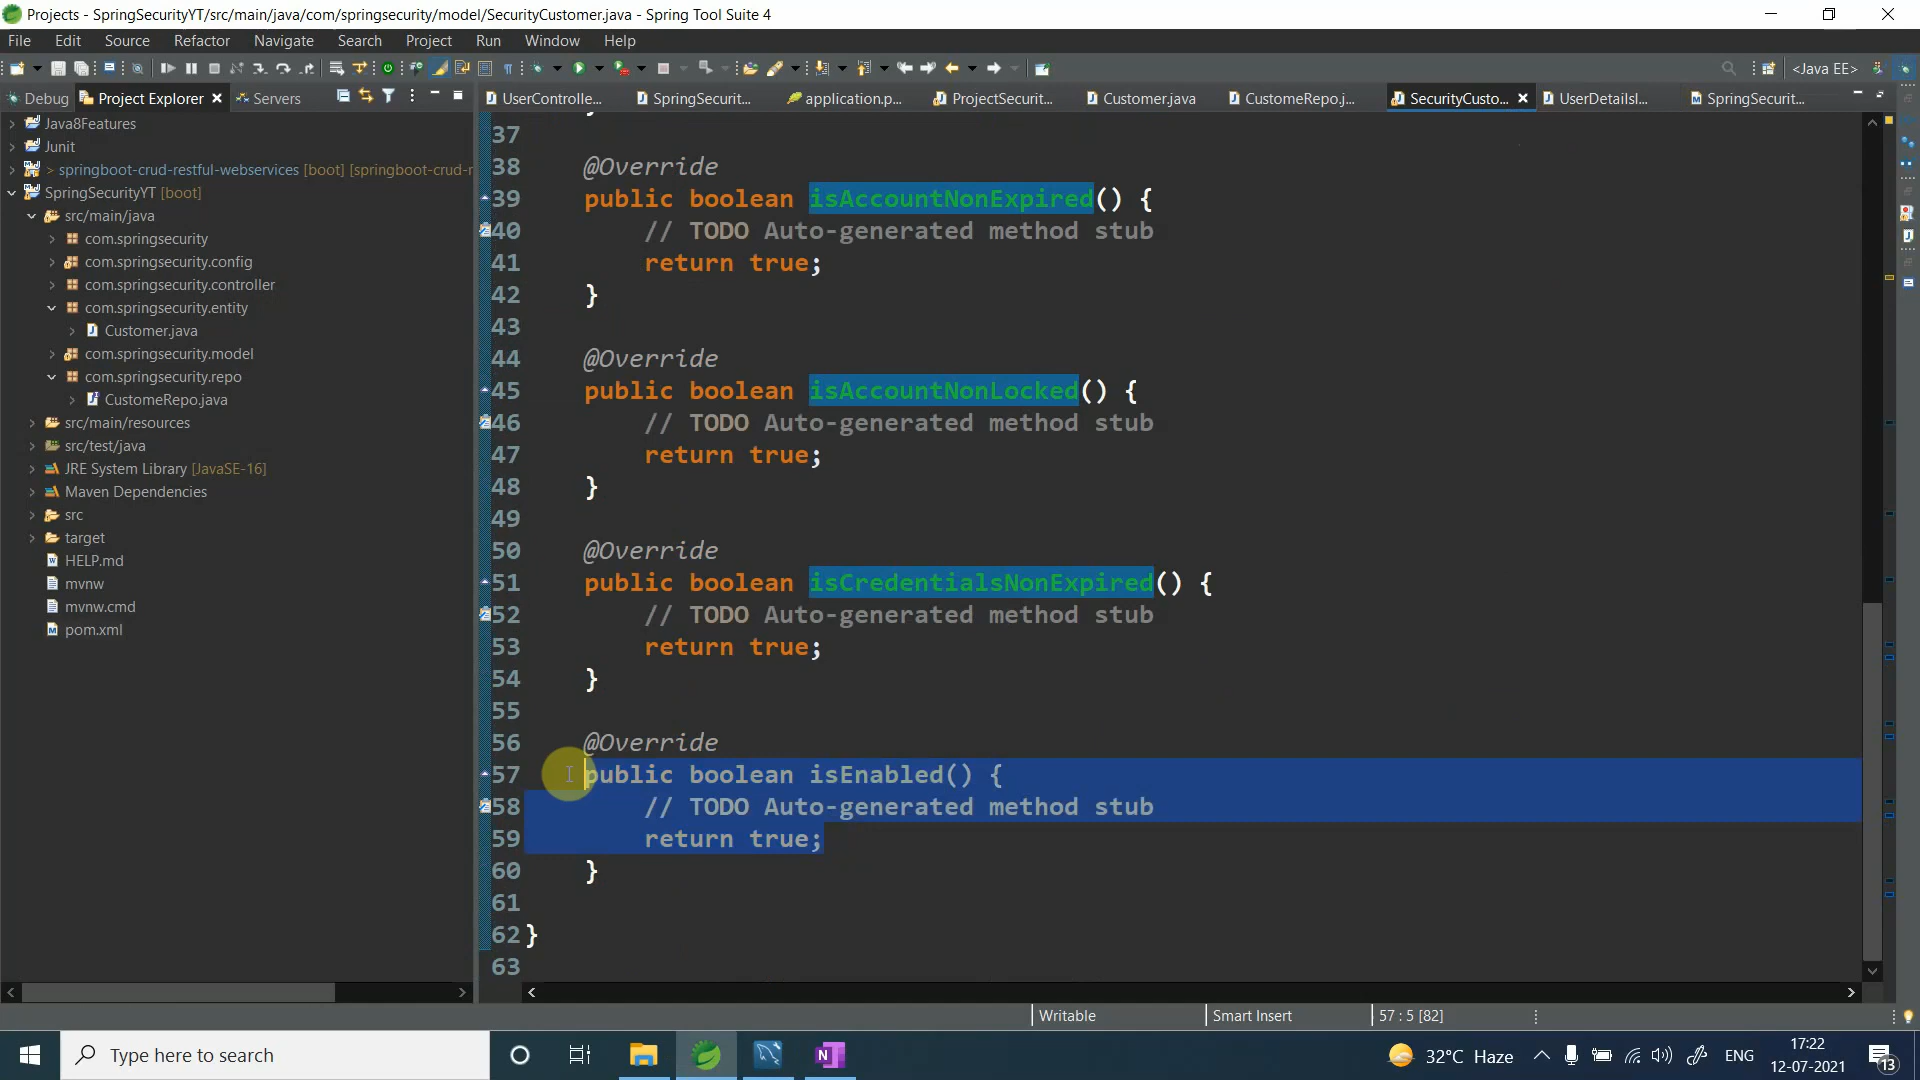 Projects - SpringSecurityYT/src/main/java/com/springsecurity/model/SecurityCustomer.java - Spring Tool Suite 4
File Edit Source Refactor Navigate Search Project Run Window Help
<Java EE>
Debug Project Explorer Servers
UserControlle... SpringSecurit... application.p... ProjectSecurit... Customer.java CustomeRepo.j... SecurityCusto... UserDetailsI... SpringSecurit...
Java8Features
Junit
> springboot-crud-restful-webservices [boot] [springboot-crud-r
SpringSecurityYT [boot]
src/main/java
com.springsecurity
com.springsecurity.config
com.springsecurity.controller
com.springsecurity.entity
Customer.java
com.springsecurity.model
com.springsecurity.repo
CustomeRepo.java
src/main/resources
src/test/java
JRE System Library [JavaSE-16]
Maven Dependencies
src
target
HELP.md
mvnw
mvnw.cmd
pom.xml
37
38 @Override
39 public boolean isAccountNonExpired() {
40 // TODO Auto-generated method stub
41 return true;
42 }
43
44 @Override
45 public boolean isAccountNonLocked() {
46 // TODO Auto-generated method stub
47 return true;
48 }
49
50 @Override
51 public boolean isCredentialsNonExpired() {
52 // TODO Auto-generated method stub
53 return true;
54 }
55
56 @Override
57 public boolean isEnabled() {
58 // TODO Auto-generated method stub
59 return true;
60 }
61
62 }
63
Writable Smart Insert 57 : 5 [82]
Type here to search
32°C Haze
ENG
17:22
12-07-2021
13